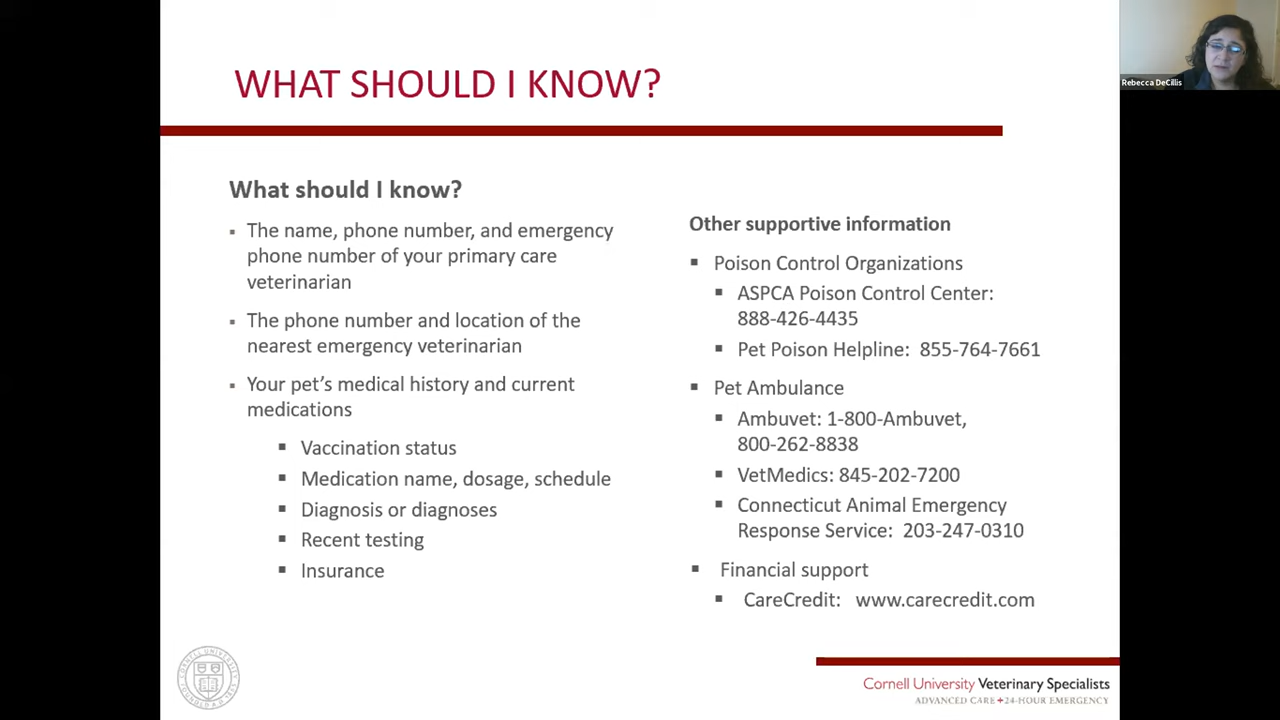 WHAT SHOULD I KNOW?
Rebecca DeCillis
What should I know?
▪ The name, phone number, and emergency
phone number of your primary care
veterinarian
▪ The phone number and location of the
nearest emergency veterinarian
▪ Your pet's medical history and current
medications
▪ Vaccination status
▪ Medication name, dosage, schedule
▪ Diagnosis or diagnoses
▪ Recent testing
▪ Insurance
Other supportive information
▪ Poison Control Organizations
▪ ASPCA Poison Control Center:
888-426-4435
▪ Pet Poison Helpline: 855-764-7661
▪ Pet Ambulance
▪ Ambuvet: 1-800-Ambuvet,
800-262-8838
▪ VetMedics: 845-202-7200
▪ Connecticut Animal Emergency
Response Service: 203-247-0310
▪ Financial support
▪ CareCredit: www.carecredit.com
Cornell University Veterinary Specialists
ADVANCED CARE+24-HOUR EMERGENCY